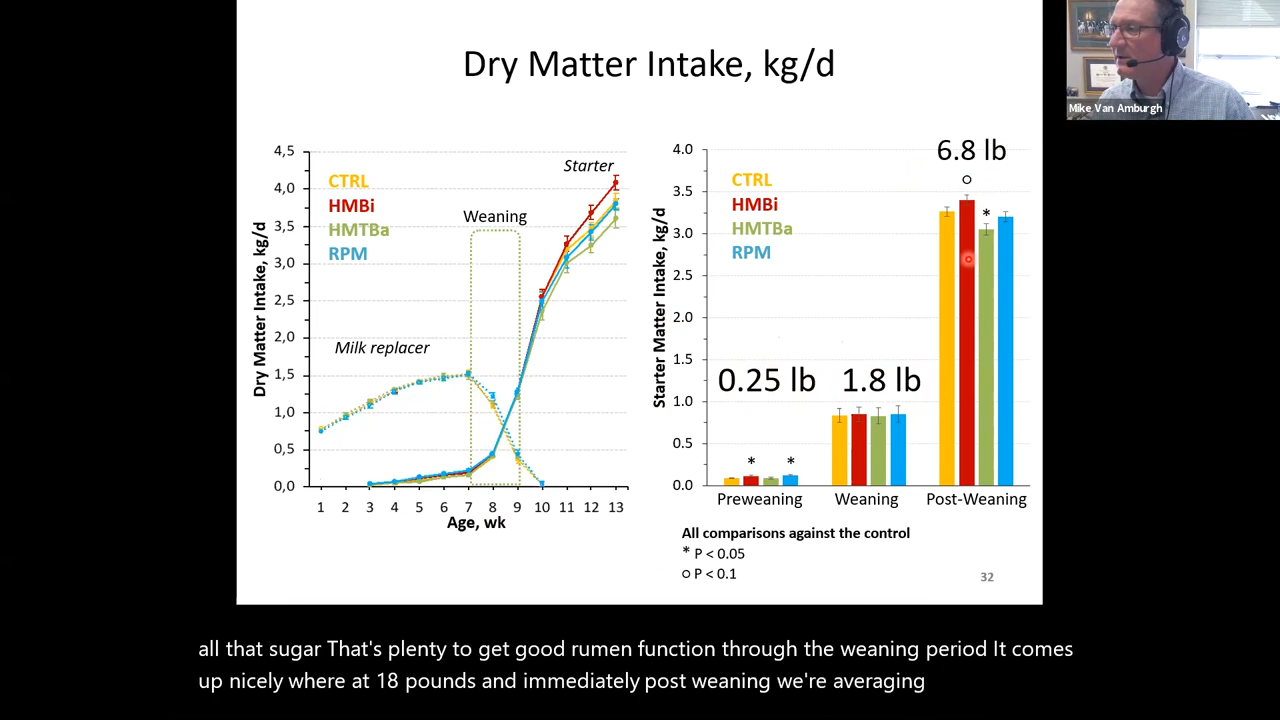 Dry Matter Intake, kg/d
Mike Van Amburgh
Dry Matter Intake, kg/d
4,5
4,0
3,5
3,0
2,5
2,0
1,5
1,0
0,5
0,0
CTRL
HMBi
HMTBa
RPM
Starter
Weaning
Milk replacer
1 2 3 4 5 6 7 8 9 10 11 12 13
Age, wk
Starter Matter Intake, kg/d
4.0
3.5
3.0
2.5
2.0
1.5
1.0
0.5
0.0
CTRL
HMBi
HMTBa
RPM
6.8 lb
*
0.25 lb 1.8 lb
* *
Preweaning Weaning Post-Weaning
All comparisons against the control
* P < 0.05
○ P < 0.1
32
all that sugar That's plenty to get good rumen function through the weaning period It comes
up nicely where at 18 pounds and immediately post weaning we're averaging